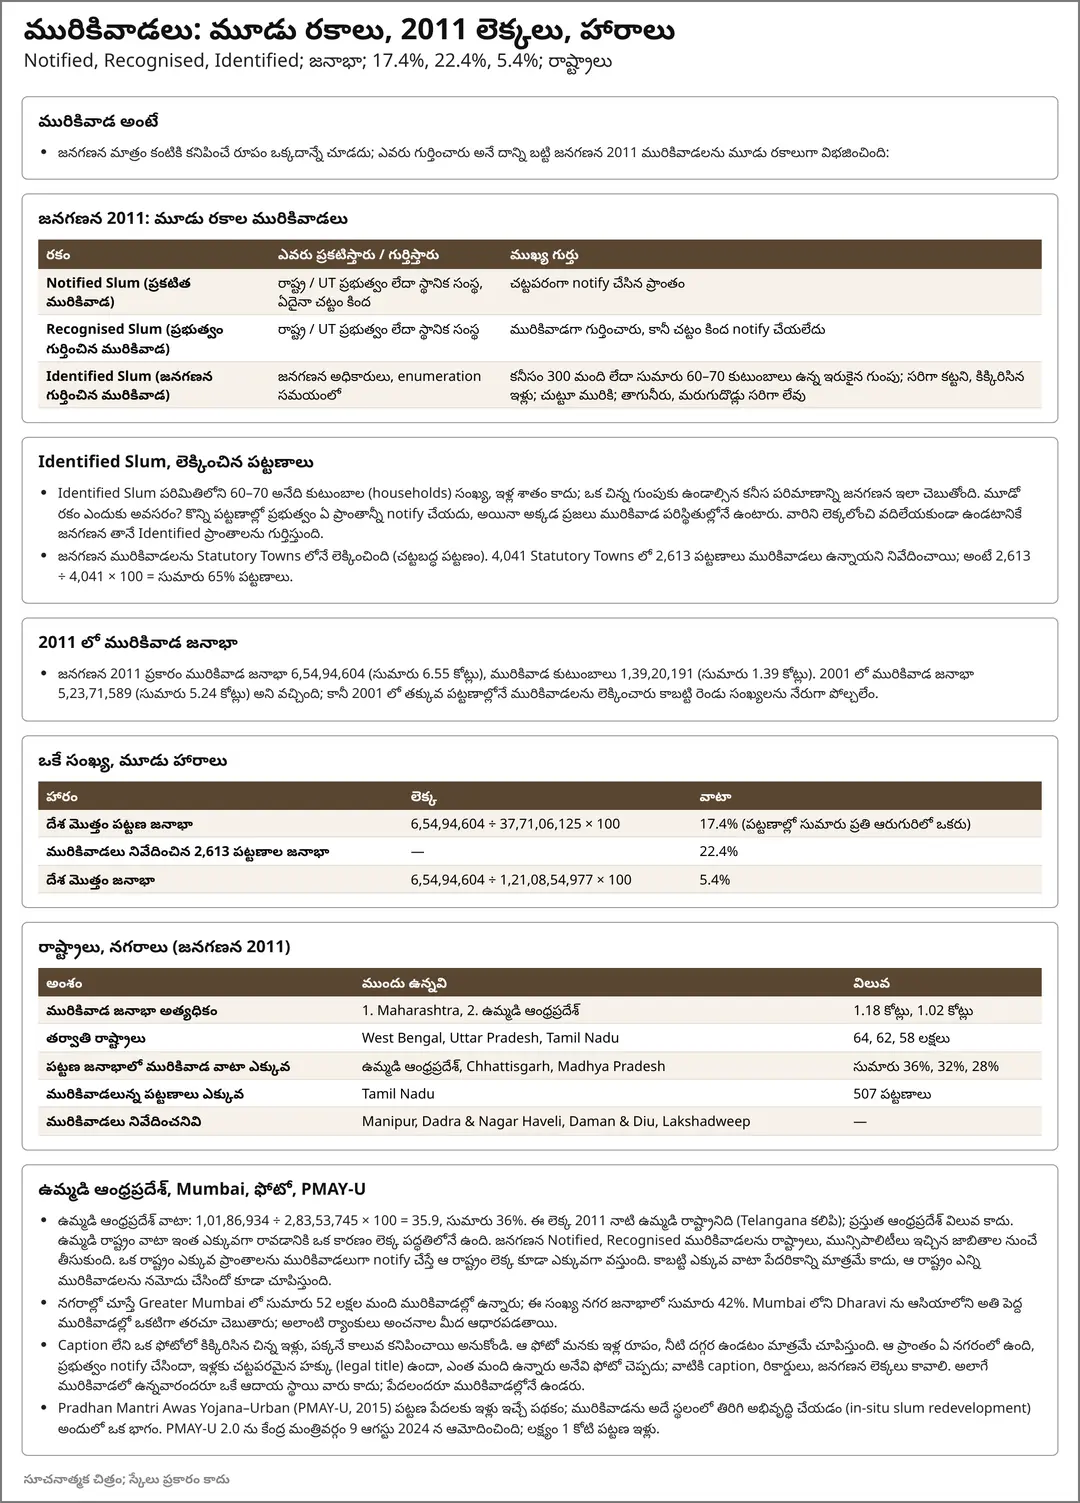 మురికివాడలు: మూడు రకాలు, 2011 లెక్కలు, హారాలు
Notified, Recognised, Identified; జనాభా; 17.4%, 22.4%, 5.4%; రాష్ట్రాలు
మురికివాడ అంటే
• జనగణన మాత్రం కంటికి కనిపించే రూపం ఒక్కదాన్నే చూడదు; ఎవరు గుర్తించారు అనే దాన్ని బట్టి జనగణన 2011 మురికివాడలను మూడు రకాలుగా విభజించింది:
జనగణన 2011: మూడు రకాల మురికివాడలు
రకం ఎవరు ప్రకటిస్తారు / గుర్తిస్తారు ముఖ్య గుర్తు
Notified Slum (ప్రకటిత రాష్ట్ర / UT ప్రభుత్వం లేదా స్థానిక సంస్థ, చట్టపరంగా notify చేసిన ప్రాంతం
మురికివాడ) ఏదైనా చట్టం కింద
Recognised Slum (ప్రభుత్వం రాష్ట్ర / UT ప్రభుత్వం లేదా స్థానిక సంస్థ మురికివాడగా గుర్తించారు, కానీ చట్టం కింద notify చేయలేదు
గుర్తించిన మురికివాడ)
Identified Slum (జనగణన జనగణన అధికారులు, enumeration కనీసం 300 మంది లేదా సుమారు 60–70 కుటుంబాలు ఉన్న ఇరుకైన గుంపు; సరిగా కట్టని, కిక్కిరిసిన
గుర్తించిన మురికివాడ) సమయంలో ఇళ్లు; చుట్టూ మురికి; తాగునీరు, మరుగుదొడ్లు సరిగా లేవు
Identified Slum, లెక్కించిన పట్టణాలు
• Identified Slum పరిమితిలోని 60–70 అనేది కుటుంబాల (households) సంఖ్య, ఇళ్ల శాతం కాదు; ఒక చిన్న గుంపుకు ఉండాల్సిన కనీస పరిమాణాన్ని జనగణన ఇలా చెబుతోంది. మూడో
రకం ఎందుకు అవసరం? కొన్ని పట్టణాల్లో ప్రభుత్వం ఏ ప్రాంతాన్నీ notify చేయదు, అయినా అక్కడ ప్రజలు మురికివాడ పరిస్థితుల్లోనే ఉంటారు. వారిని లెక్కలోంచి వదిలేయకుండా ఉండటానికే
జనగణన తానే Identified ప్రాంతాలను గుర్తిస్తుంది.
• జనగణన మురికివాడలను Statutory Towns లోనే లెక్కించింది (చట్టబద్ధ పట్టణం). 4,041 Statutory Towns లో 2,613 పట్టణాలు మురికివాడలు ఉన్నాయని నివేదించాయి; అంటే 2,613
÷ 4,041 × 100 = సుమారు 65% పట్టణాలు.
2011 లో మురికివాడ జనాభా
• జనగణన 2011 ప్రకారం మురికివాడ జనాభా 6,54,94,604 (సుమారు 6.55 కోట్లు), మురికివాడ కుటుంబాలు 1,39,20,191 (సుమారు 1.39 కోట్లు). 2001 లో మురికివాడ జనాభా
5,23,71,589 (సుమారు 5.24 కోట్లు) అని వచ్చింది; కానీ 2001 లో తక్కువ పట్టణాల్లోనే మురికివాడలను లెక్కించారు కాబట్టి రెండు సంఖ్యలను నేరుగా పోల్చలేం.
ఒకే సంఖ్య, మూడు హారాలు
హారం లెక్క వాటా
దేశ మొత్తం పట్టణ జనాభా 6,54,94,604 ÷ 37,71,06,125 × 100 17.4% (పట్టణాల్లో సుమారు ప్రతి ఆరుగురిలో ఒకరు)
మురికివాడలు నివేదించిన 2,613 పట్టణాల జనాభా — 22.4%
దేశ మొత్తం జనాభా 6,54,94,604 ÷ 1,21,08,54,977 × 100 5.4%
రాష్ట్రాలు, నగరాలు (జనగణన 2011)
అంశం ముందు ఉన్నవి విలువ
మురికివాడ జనాభా అత్యధికం 1. Maharashtra, 2. ఉమ్మడి ఆంధ్రప్రదేశ్ 1.18 కోట్లు, 1.02 కోట్లు
తర్వాతి రాష్ట్రాలు West Bengal, Uttar Pradesh, Tamil Nadu 64, 62, 58 లక్షలు
పట్టణ జనాభాలో మురికివాడ వాటా ఎక్కువ ఉమ్మడి ఆంధ్రప్రదేశ్, Chhattisgarh, Madhya Pradesh సుమారు 36%, 32%, 28%
మురికివాడలున్న పట్టణాలు ఎక్కువ Tamil Nadu 507 పట్టణాలు
మురికివాడలు నివేదించనివి Manipur, Dadra & Nagar Haveli, Daman & Diu, Lakshadweep —
ఉమ్మడి ఆంధ్రప్రదేశ్, Mumbai, ఫోటో, PMAY-U
• ఉమ్మడి ఆంధ్రప్రదేశ్ వాటా: 1,01,86,934 ÷ 2,83,53,745 × 100 = 35.9, సుమారు 36%. ఈ లెక్క 2011 నాటి ఉమ్మడి రాష్ట్రానిది (Telangana కలిపి); ప్రస్తుత ఆంధ్రప్రదేశ్ విలువ కాదు.
ఉమ్మడి రాష్ట్రం వాటా ఇంత ఎక్కువగా రావడానికి ఒక కారణం లెక్క పద్ధతిలోనే ఉంది. జనగణన Notified, Recognised మురికివాడలను రాష్ట్రాలు, మున్సిపాలిటీలు ఇచ్చిన జాబితాల నుంచే
తీసుకుంది. ఒక రాష్ట్రం ఎక్కువ ప్రాంతాలను మురికివాడలుగా notify చేస్తే ఆ రాష్ట్రం లెక్క కూడా ఎక్కువగా వస్తుంది. కాబట్టి ఎక్కువ వాటా పేదరికాన్ని మాత్రమే కాదు, ఆ రాష్ట్రం ఎన్ని
మురికివాడలను నమోదు చేసిందో కూడా చూపిస్తుంది.
• నగరాల్లో చూస్తే Greater Mumbai లో సుమారు 52 లక్షల మంది మురికివాడల్లో ఉన్నారు; ఈ సంఖ్య నగర జనాభాలో సుమారు 42%. Mumbai లోని Dharavi ను ఆసియాలోని అతి పెద్ద
మురికివాడల్లో ఒకటిగా తరచూ చెబుతారు; అలాంటి ర్యాంకులు అంచనాల మీద ఆధారపడతాయి.
• Caption లేని ఒక ఫోటోలో కిక్కిరిసిన చిన్న ఇళ్లు, పక్కనే కాలువ కనిపించాయి అనుకోండి. ఆ ఫోటో మనకు ఇళ్ల రూపం, నీటి దగ్గర ఉండటం మాత్రమే చూపిస్తుంది. ఆ ప్రాంతం ఏ నగరంలో ఉంది,
ప్రభుత్వం notify చేసిందా, ఇళ్లకు చట్టపరమైన హక్కు (legal title) ఉందా, ఎంత మంది ఉన్నారు అనేవి ఫోటో చెప్పదు; వాటికి caption, రికార్డులు, జనగణన లెక్కలు కావాలి. అలాగే
మురికివాడలో ఉన్నవారందరూ ఒకే ఆదాయ స్థాయి వారు కాదు; పేదలందరూ మురికివాడల్లోనే ఉండరు.
• Pradhan Mantri Awas Yojana–Urban (PMAY-U, 2015) పట్టణ పేదలకు ఇళ్లు ఇచ్చే పథకం; మురికివాడను అదే స్థలంలో తిరిగి అభివృద్ధి చేయడం (in-situ slum redevelopment)
అందులో ఒక భాగం. PMAY-U 2.0 ను కేంద్ర మంత్రివర్గం 9 ఆగస్టు 2024 న ఆమోదించింది; లక్ష్యం 1 కోటి పట్టణ ఇళ్లు.
సూచనాత్మక చిత్రం; స్కేలు ప్రకారం కాదు